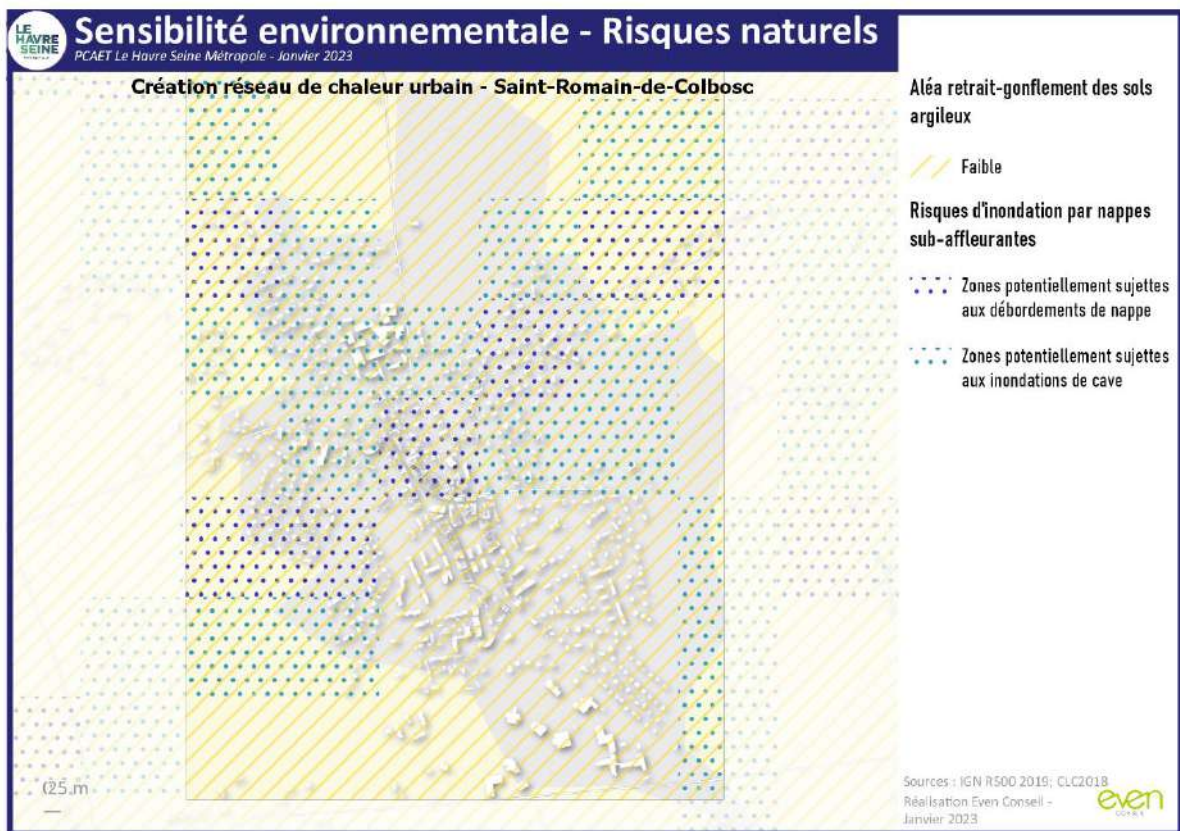 LE
HAVRE
SEINE
Sensibilité environnementale - Risques naturels
PCAET Le Havre Seine Métropole - Janvier 2023
Création réseau de chaleur urbain - Saint-Romain-de-Colbosc
Aléa retrait-gonflement des sols
argileux
Faible
Risques d'inondation par nappes
sub-affleurantes
Zones potentiellement sujettes
aux débordements de nappe
Zones potentiellement sujettes
aux inondations de cave
Sources : IGN R500 2019; CLC2018
Réalisation Even Conseil -
Janvier 2023
even